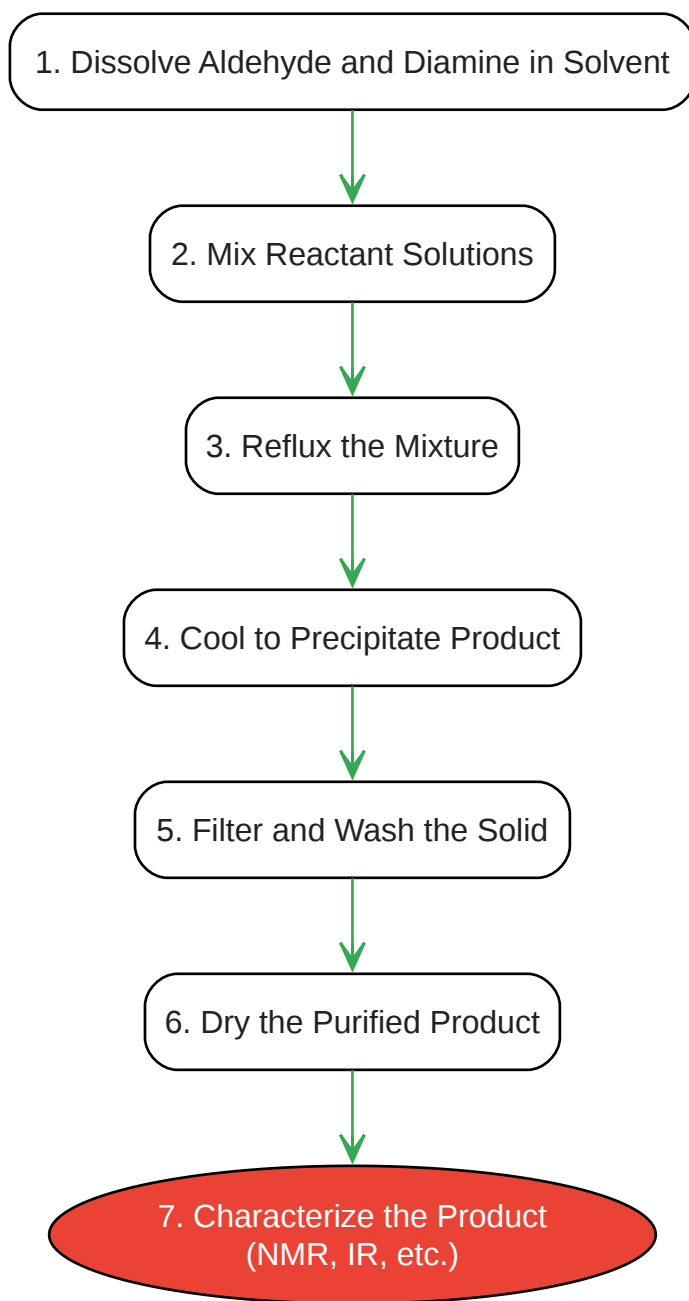 1. Dissolve Aldehyde and Diamine in Solvent
2. Mix Reactant Solutions
3. Reflux the Mixture
4. Cool to Precipitate Product
5. Filter and Wash the Solid
6. Dry the Purified Product
7. Characterize the Product
(NMR, IR, etc.)